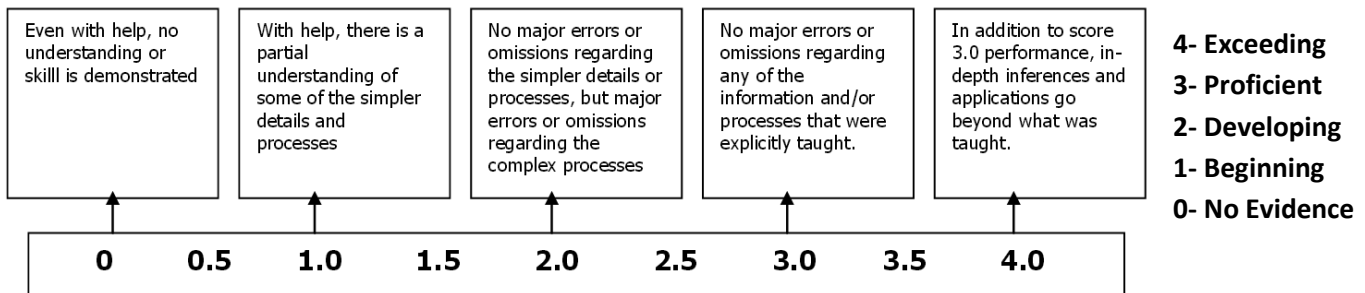 Even with help, no
understanding or
skilll is demonstrated
With help, there is a
partial
understanding of
some of the simpler
details and
processes
No major errors or
omissions regarding
the simpler details or
processes, but major
errors or omissions
regarding the
complex processes
No major errors or
omissions regarding
any of the
information and/or
processes that were
explicitly taught.
In addition to score
3.0 performance, in-
depth inferences and
applications go
beyond what was
taught.
4- Exceeding
3- Proficient
2- Developing
1- Beginning
0- No Evidence
0 0.5 1.0 1.5 2.0 2.5 3.0 3.5 4.0